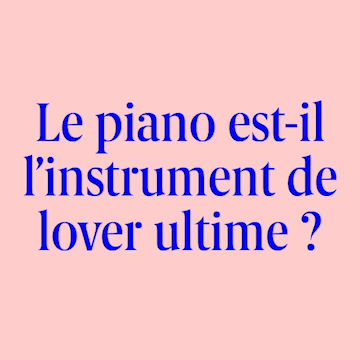 Le piano est-il
l’instrument de
lover ultime ?